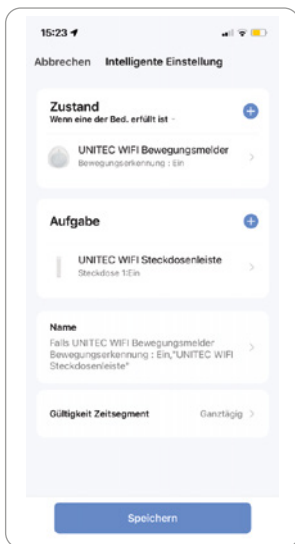 15:23
Abbrechen Intelligente Einstellung
Zustand
Wenn eine der Bed. erfüllt ist
UNITEC WIFI Bewegungsmelder
Bewegungserkennung : Ein
Aufgabe
UNITEC WIFI Steckdosenleiste
Steckdose 1:Ein
Name
Falls UNITEC WIFI Bewegungsmelder
Bewegungserkennung : Ein,"UNITEC WIFI
Steckdosenleiste"
Gültigkeit Zeitsegment Ganztägig
Speichern